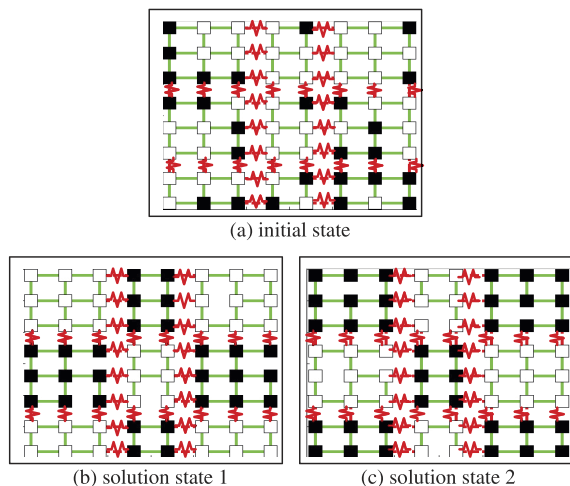 (a) initial state
(b) solution state 1
(c) solution state 2